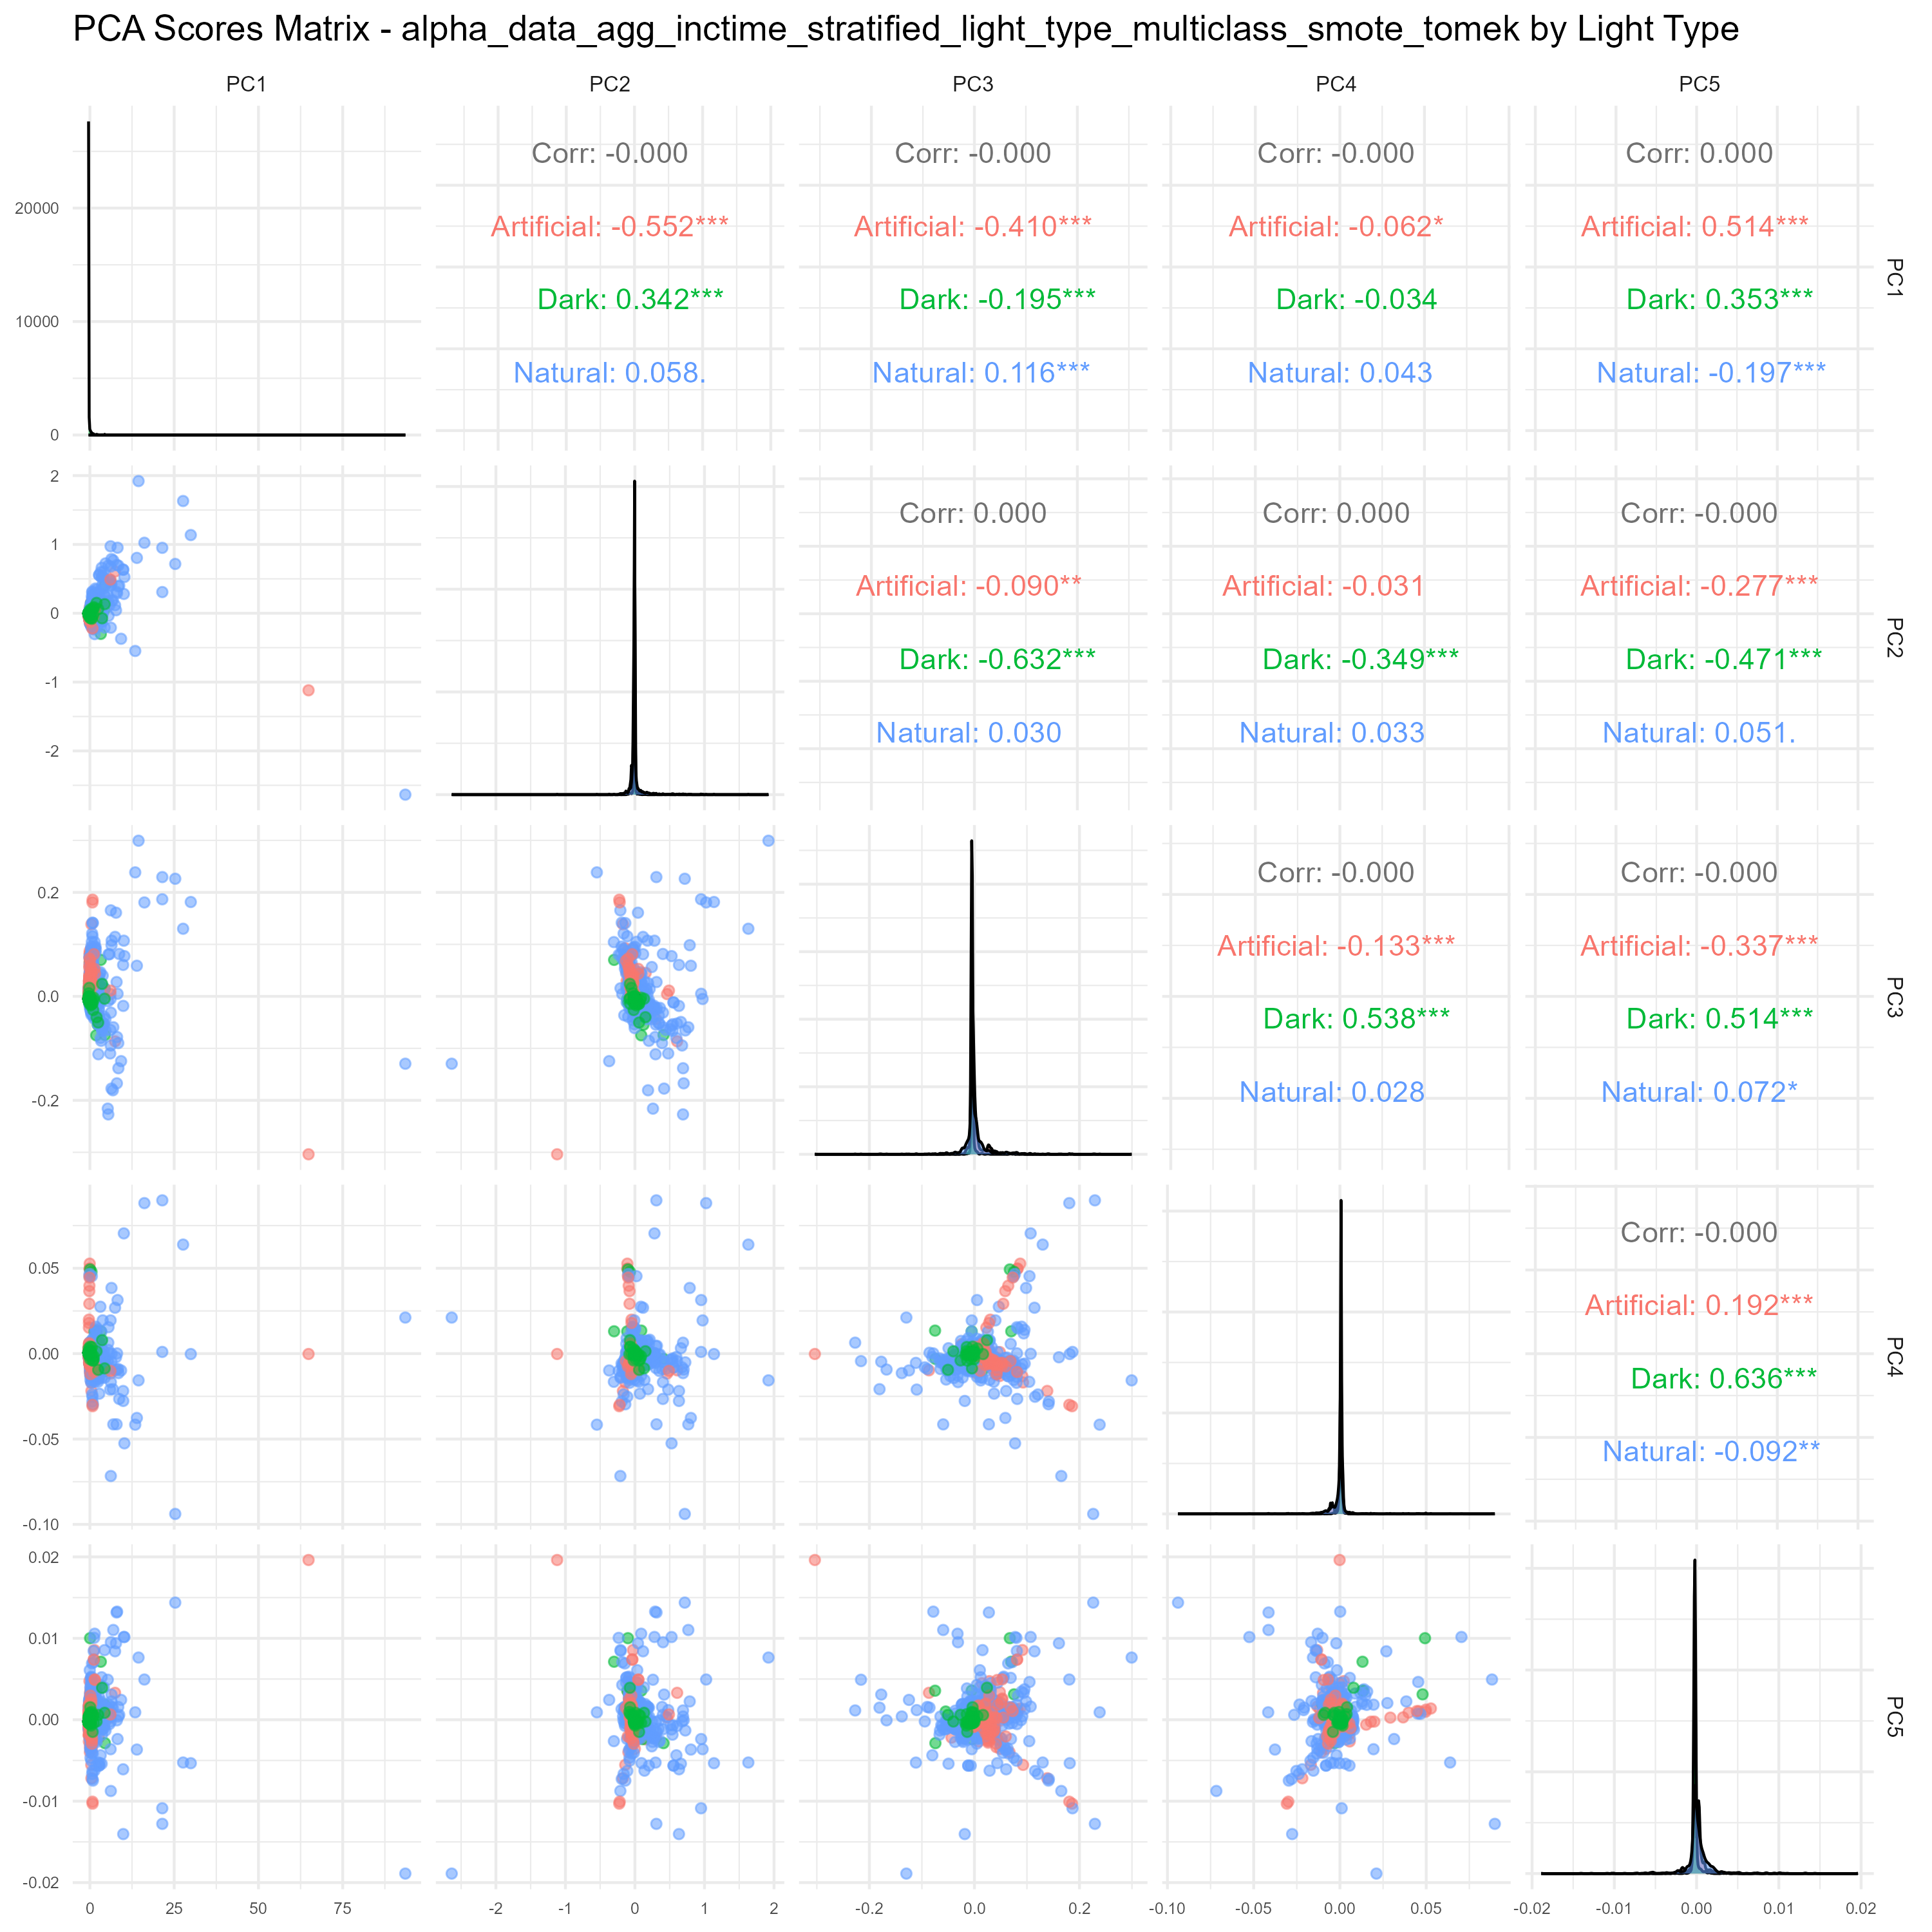 PCA Scores Matrix - alpha_data_agg_inctime_stratified_light_type_multiclass_smote_tomek by Light Type
PC1 PC2 PC3 PC4 PC5
20000
10000
0
Corr: -0.000
Artificial: -0.552***
Dark: 0.342***
Natural: 0.058.
Corr: -0.000
Artificial: -0.410***
Dark: -0.195***
Natural: 0.116***
Corr: -0.000
Artificial: -0.062*
Dark: -0.034
Natural: 0.043
Corr: 0.000
Artificial: 0.514***
Dark: 0.353***
Natural: -0.197***
PC1
2
1
0
-1
-2
Corr: 0.000
Artificial: -0.090**
Dark: -0.632***
Natural: 0.030
Corr: 0.000
Artificial: -0.031
Dark: -0.349***
Natural: 0.033
Corr: -0.000
Artificial: -0.277***
Dark: -0.471***
Natural: 0.051.
PC2
0.2
0.0
-0.2
Corr: -0.000
Artificial: -0.133***
Dark: 0.538***
Natural: 0.028
Corr: -0.000
Artificial: -0.337***
Dark: 0.514***
Natural: 0.072*
PC3
0.05
0.00
-0.05
-0.10
Corr: -0.000
Artificial: 0.192***
Dark: 0.636***
Natural: -0.092**
PC4
0.02
0.01
0.00
-0.01
-0.02
PC5
0 25 50 75
-2 -1 0 1 2
-0.2 0.0 0.2
-0.10 -0.05 0.00 0.05
-0.02 -0.01 0.00 0.01 0.02